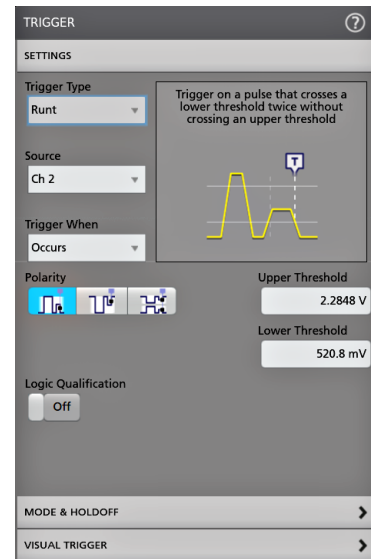 TRIGGER
?
SETTINGS
Trigger Type
Runt
Trigger on a pulse that crosses a
lower threshold twice without
crossing an upper threshold
T
Source
Ch 2
Trigger When
Occurs
Polarity
Upper Threshold
2.2848 V
Lower Threshold
520.8 mV
Logic Qualification
Off
MODE & HOLDOFF
VISUAL TRIGGER